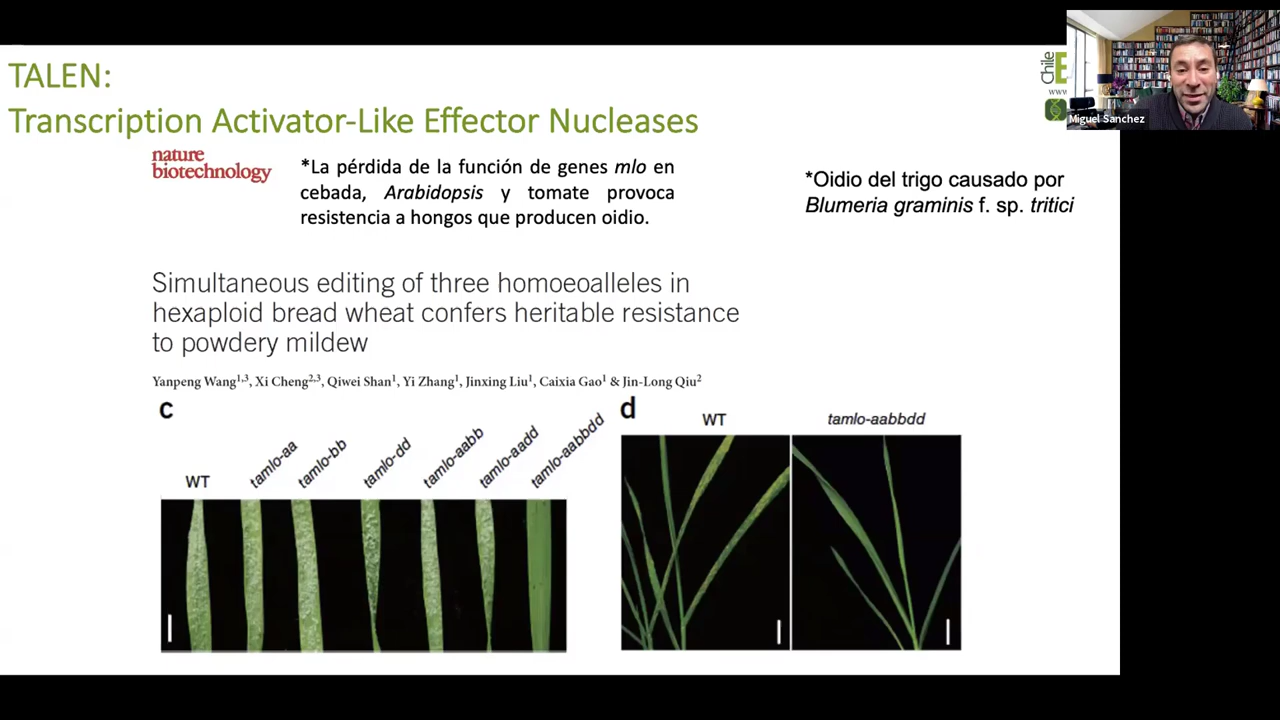 TALEN:
Transcription Activator-Like Effector Nucleases
nature
biotechnology
*La pérdida de la función de genes mlo en
cebada, Arabidopsis y tomate provoca
resistencia a hongos que producen oidio.
*Oidio del trigo causado por
Blumeria graminis f. sp. tritici
Chile
www
Miguel Sanchez
Simultaneous editing of three homoeoalleles in
hexaploid bread wheat confers heritable resistance
to powdery mildew
Yanpeng Wang1,3, Xi Cheng2,3, Qiwei Shan1, Yi Zhang1, Jinxing Liu1, Caixia Gao1 & Jin-Long Qiu2
c
WT
tamlo-aa
tamlo-bb
tamlo-dd
tamlo-aabb
tamlo-aadd
tamlo-aabbdd
d
WT
tamlo-aabbdd